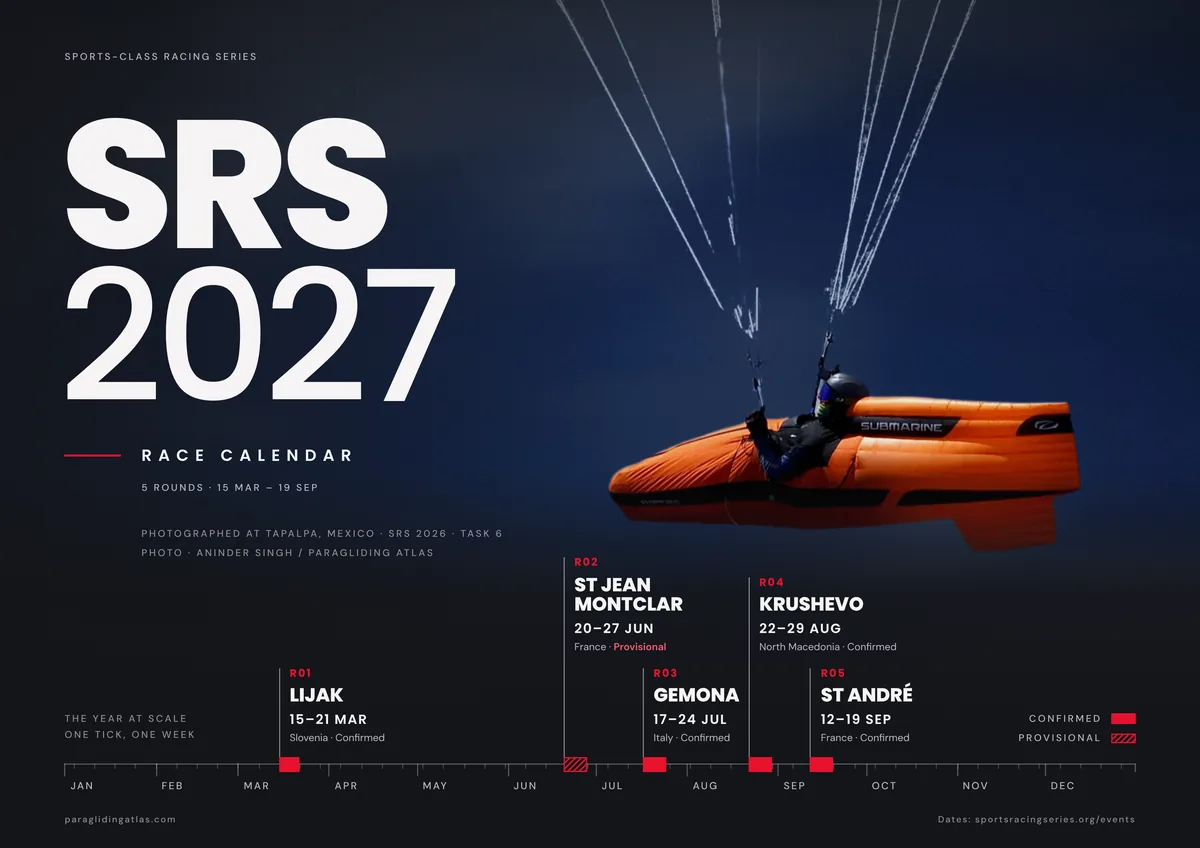 SPORTS-CLASS RACING SERIES
SRS
2027
RACE CALENDAR
5 ROUNDS · 15 MAR – 19 SEP
PHOTOGRAPHED AT TAPALPA, MEXICO · SRS 2026 · TASK 6
PHOTO · ANINDER SINGH / PARAGLIDING ATLAS
SUBMARINE
R01
LIJAK
15–21 MAR
Slovenia · Confirmed
R02
ST JEAN
MONTCLAR
20–27 JUN
France · Provisional
R03
GEMONA
17–24 JUL
Italy · Confirmed
R04
KRUSHEVO
22–29 AUG
North Macedonia · Confirmed
R05
ST ANDRÉ
12–19 SEP
France · Confirmed
THE YEAR AT SCALE
ONE TICK, ONE WEEK
CONFIRMED
PROVISIONAL
JAN FEB MAR APR MAY JUN JUL AUG SEP OCT NOV DEC
paraglidingatlas.com
Dates: sportsracingseries.org/events